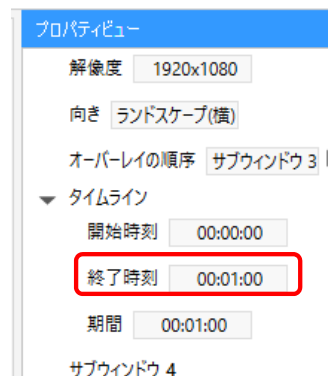 プロパティビュー
解像度 1920x1080
向き ランドスケープ(横)
オーバーレイの順序 サブウィンドウ 3
タイムライン
開始時刻 00:00:00
終了時刻 00:01:00
期間 00:01:00
サブウィンドウ 4